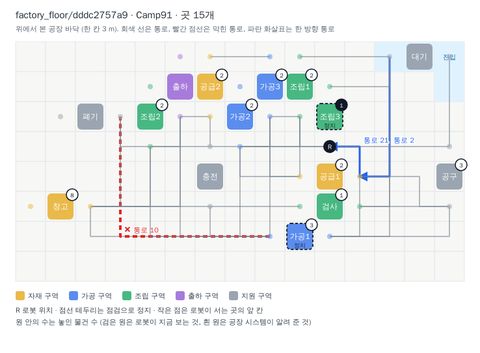 factory_floor/dddc2757a9 · Camp91 · 곳 15개
위에서 본 공장 바닥 (한 칸 3 m). 회색 선은 통로, 빨간 점선은 막힌 통로, 파란 화살표는 한 방향 통로
대기
진입
출하
공급2
2
가공3
2
조립1
2
폐기
조립2
2
가공2
2
조립3
1
정지
R
통로 21
통로 2
충전
공급1
2
공구
3
창고
8
검사
1
✕ 통로 10
가공1
3
정지
자재 구역
가공 구역
조립 구역
출하 구역
지원 구역
R 로봇 위치 · 점선 테두리는 점검으로 정지 · 작은 점은 로봇이 서는 곳의 앞 칸
원 안의 수는 놓인 물건 수 (검은 원은 로봇이 지금 보는 것, 흰 원은 공장 시스템이 알려 준 것)